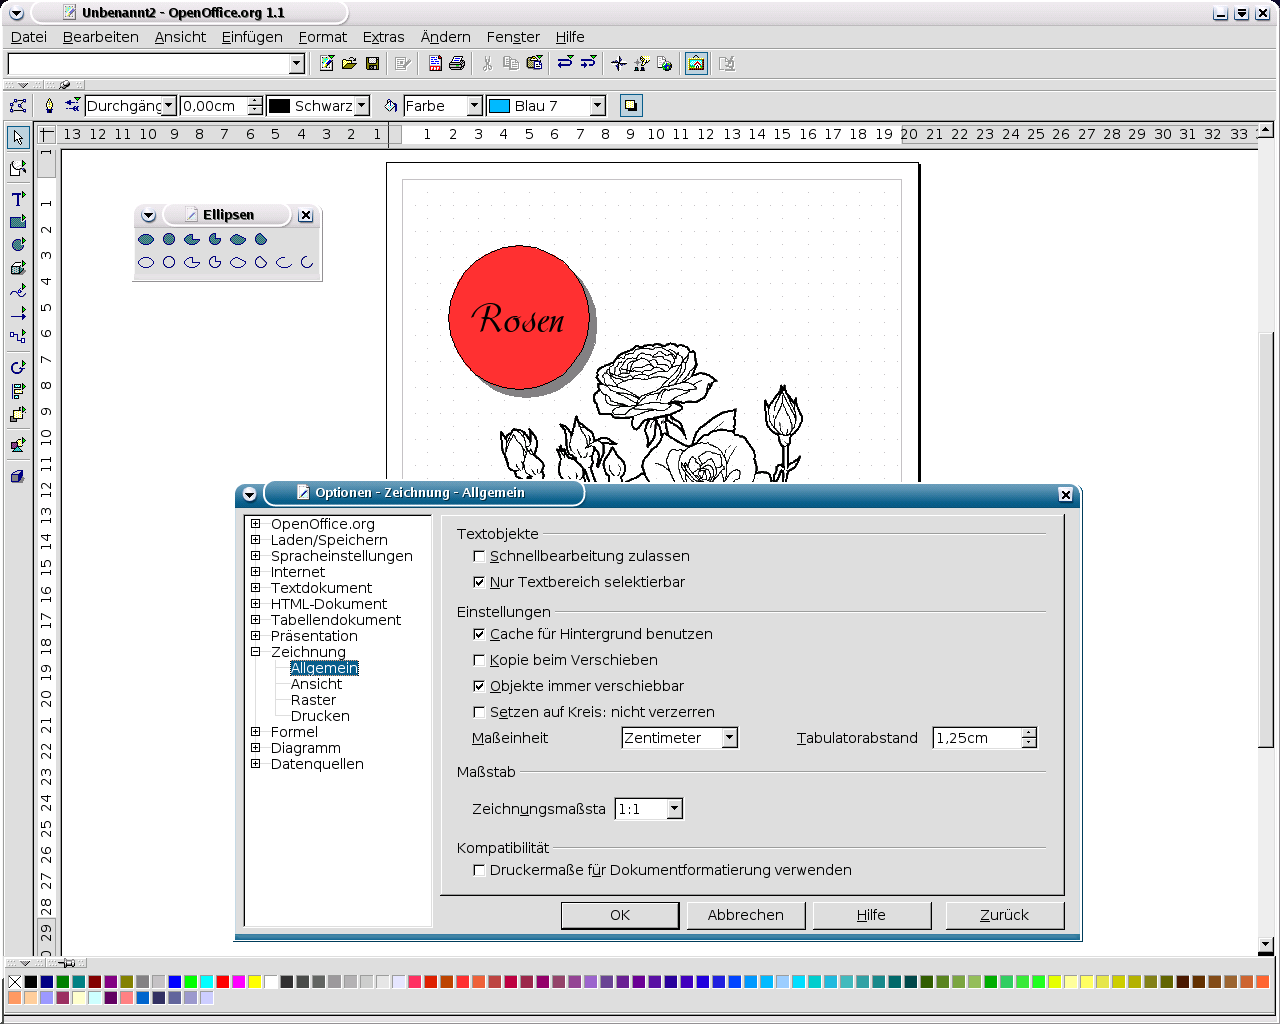 Unbenannt2 - OpenOffice.org 1.1
Datei Bearbeiten Ansicht Einfügen Format Extras Ändern Fenster Hilfe
Durchgäng 0,00cm Schwarz Farbe Blau 7
13 12 11 10 9 8 7 6 5 4 3 2 1 1 2 3 4 5 6 7 8 9 10 11 12 13 14 15 16 17 18 19 20 21 22 23 24 25 26 27 28 29 30 31 32 33
1 1 2 3 4 5 6 7 8 9 10 11 12 13 14 15 16 17 18 19 20 21 22 23 24 25 26 27 28 29
Ellipsen
Rosen
Optionen - Zeichnung - Allgemein
OpenOffice.org
Laden/Speichern
Spracheinstellungen
Internet
Textdokument
HTML-Dokument
Tabellendokument
Präsentation
Zeichnung
Allgemein
Ansicht
Raster
Drucken
Formel
Diagramm
Datenquellen
Textobjekte
Schnellbearbeitung zulassen
Nur Textbereich selektierbar
Einstellungen
Cache für Hintergrund benutzen
Kopie beim Verschieben
Objekte immer verschiebbar
Setzen auf Kreis: nicht verzerren
Maßeinheit Zentimeter Tabulatorabstand 1,25cm
Maßstab
Zeichnungsmaßsta 1:1
Kompatibilität
Druckermaße für Dokumentformatierung verwenden
OK Abbrechen Hilfe Zurück